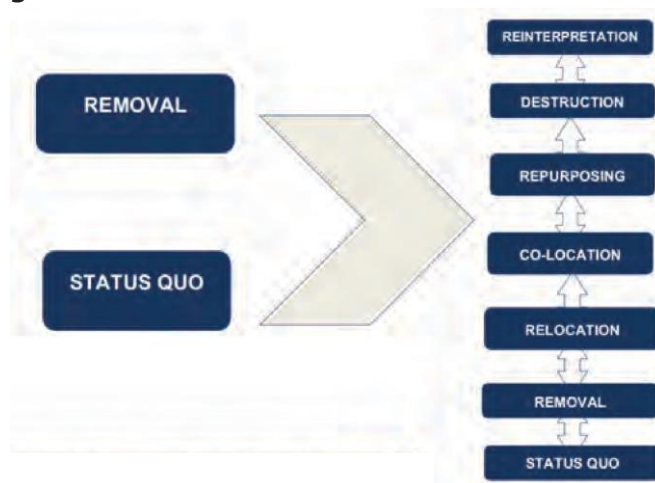 REMOVAL
STATUS QUO
REINTERPRETATION
DESTRUCTION
REPURPOSING
CO-LOCATION
RELOCATION
REMOVAL
STATUS QUO